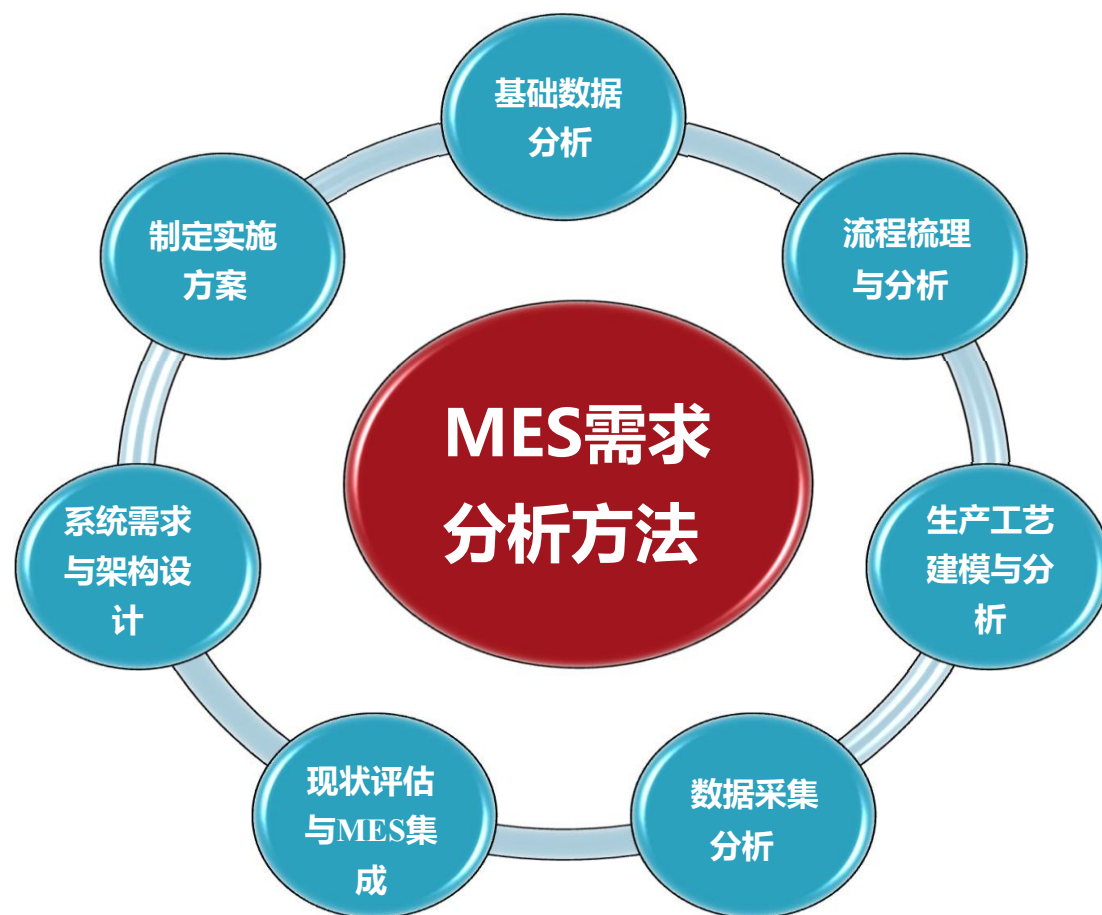 基础数据
分析
流程梳理
与分析
生产工艺
建模与分
析
数据采集
分析
现状评估
与MES集
成
系统需求
与架构设
计
制定实施
方案
MES需求
分析方法